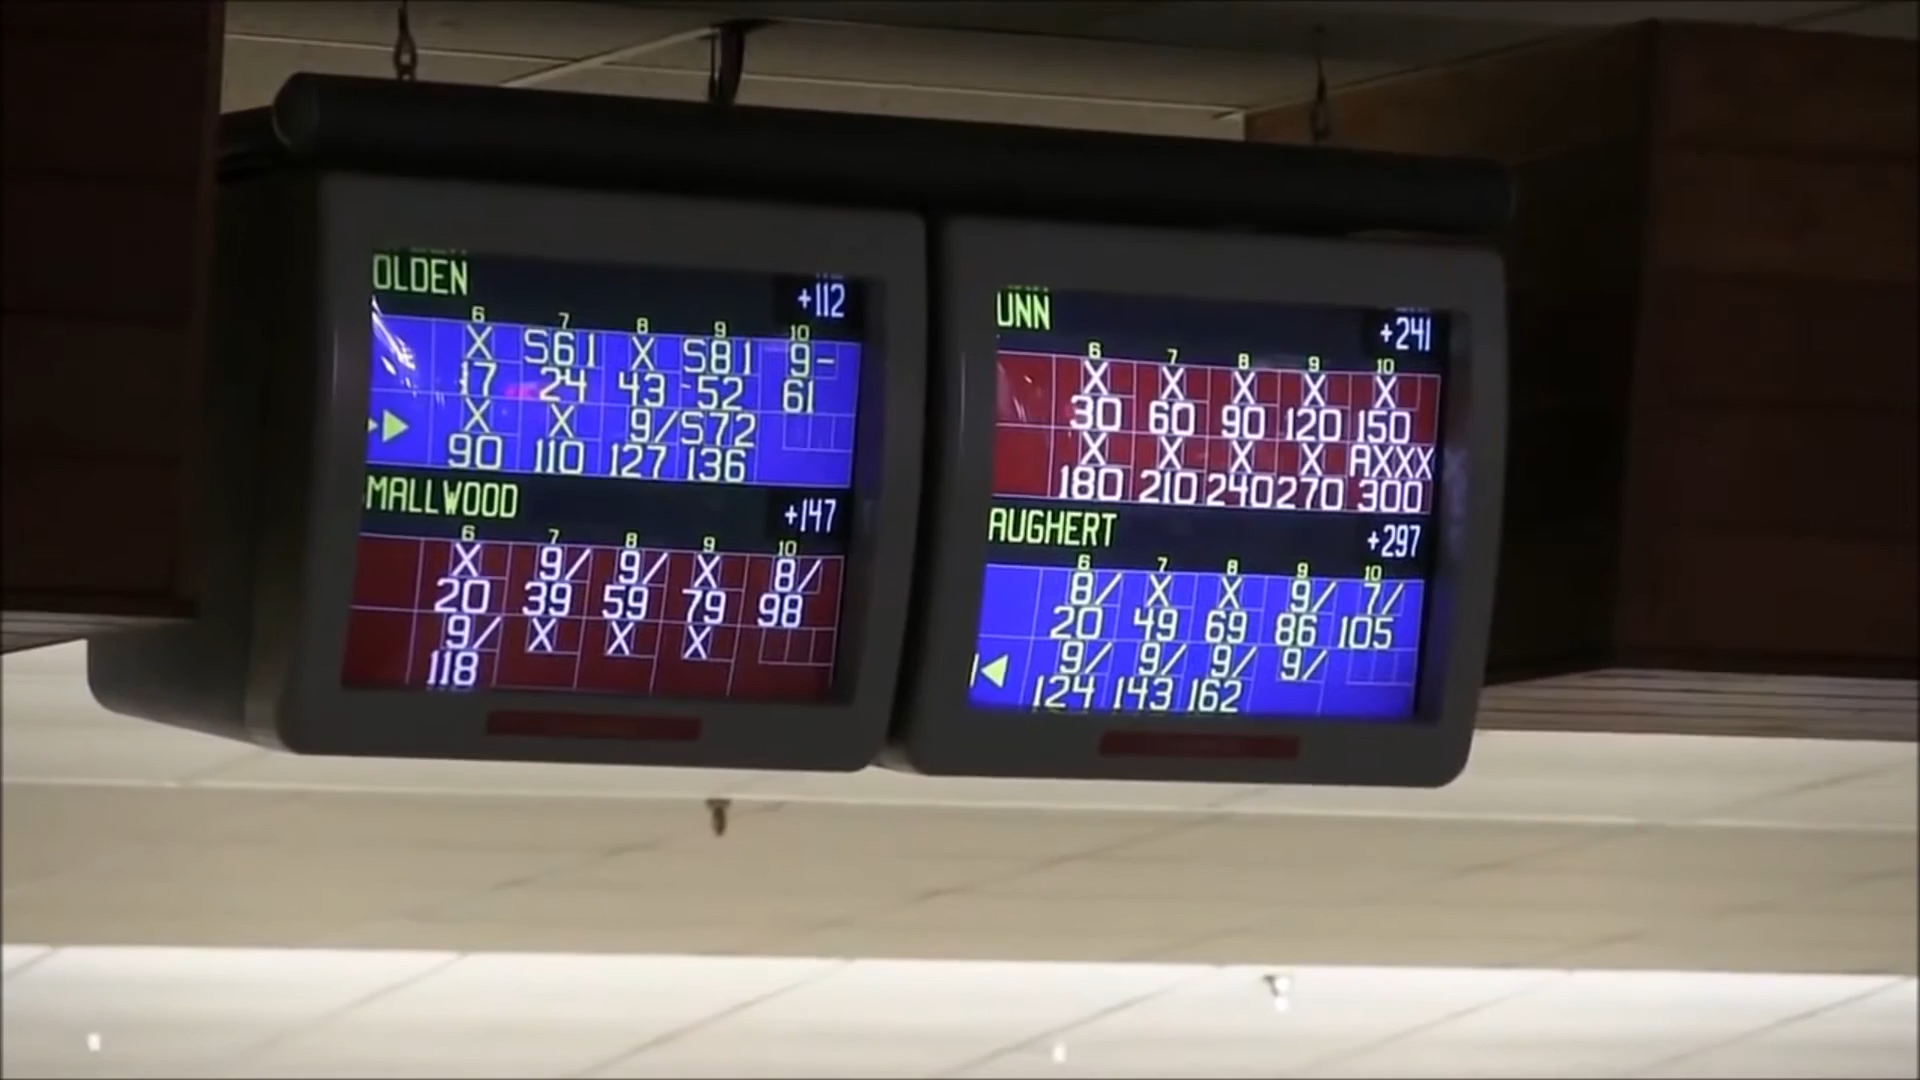 OLDEN +112
6 7 8 9 10
X S61 X S81 9-
17 24 43 52 61
X X 9/ S72
90 110 127 136
MALLWOOD +147
6 7 8 9 10
X 9/ 9/ X 8/
20 39 59 79 98
9/ X X X
118
UNN +241
6 7 8 9 10
X X X X X
30 60 90 120 150
X X X X AXXX
180 210 240 270 300
AUGHERT +297
6 7 8 9 10
8/ X X 9/ 7/
20 49 69 86 105
9/ 9/ 9/ 9/
124 143 162